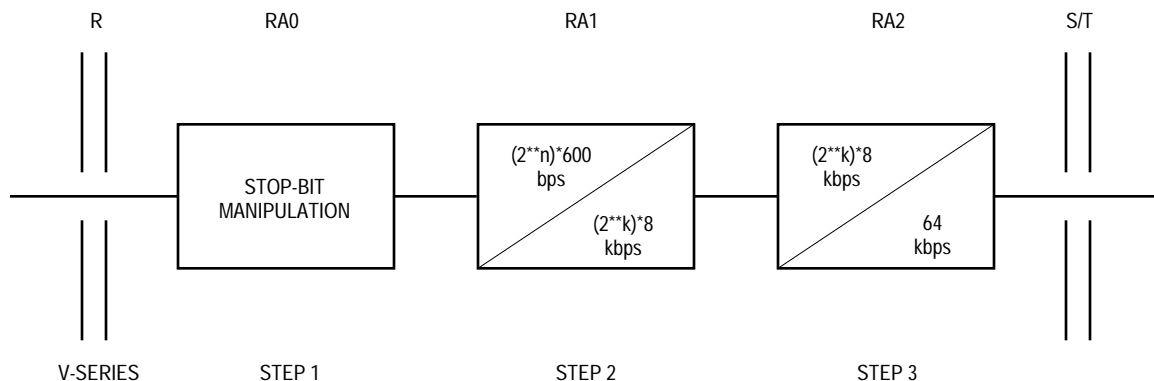 R
RA0
RA1
RA2
S/T
STOP-BIT
MANIPULATION
(2**n)*600
bps
(2**k)*8
kbps
(2**k)*8
kbps
64
kbps
V-SERIES
STEP 1
STEP 2
STEP 3